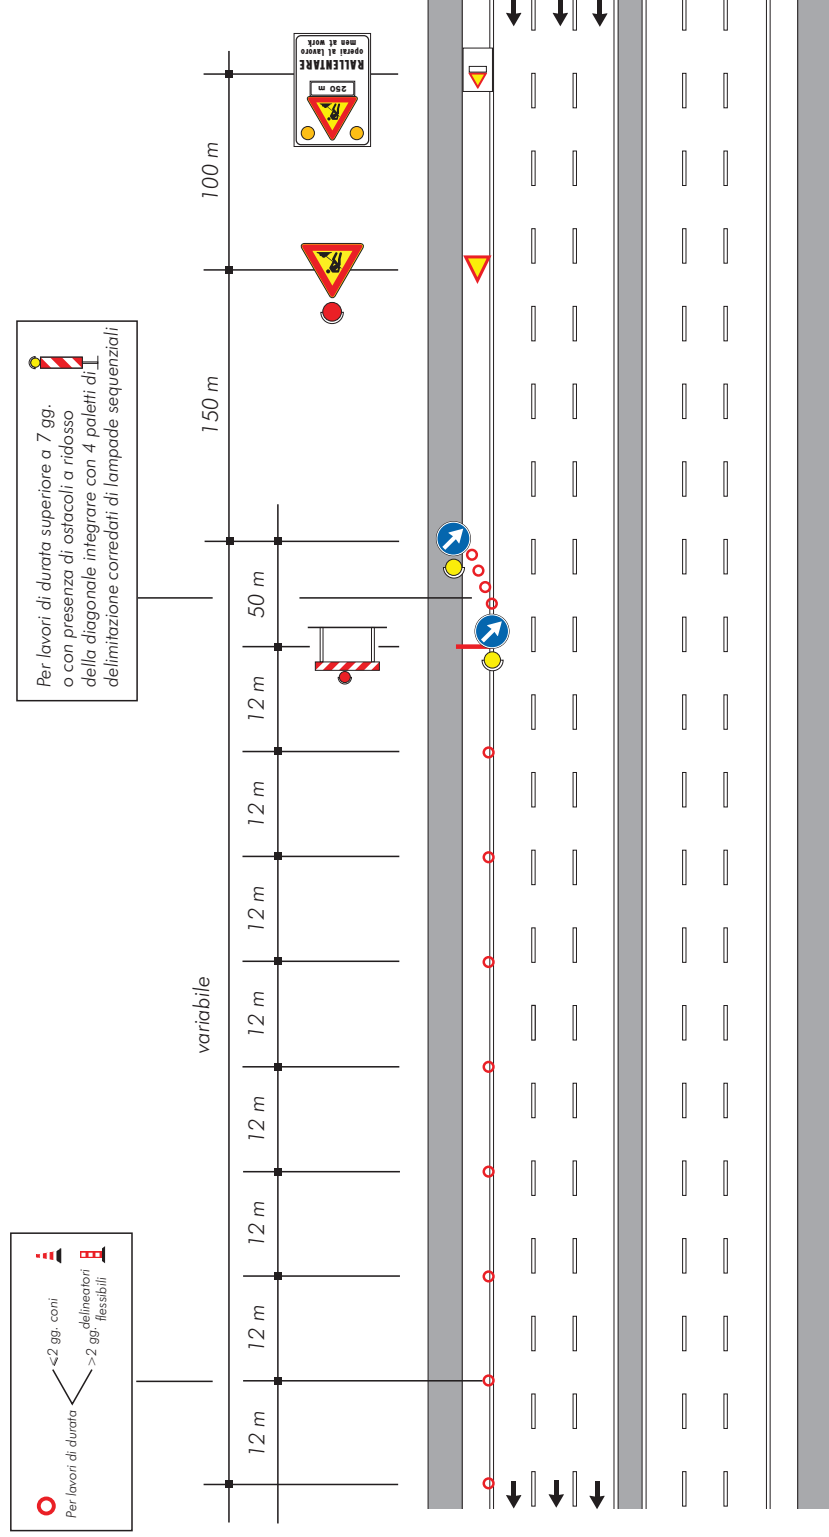 RALLENTARE
operai al lavoro
men at work
250 m
100 m
150 m
Per lavori di durata superiore a 7 gg.
o con presenza di ostacoli a ridosso
della diagonale integrare con 4 paletti di
delimitazione corredati di lampade sequenziali
50 m
12 m
12 m
12 m
12 m
12 m
12 m
12 m
12 m
variabile
Per lavori di durata
<2 gg. coni
>2 gg. delineatori
flessibili